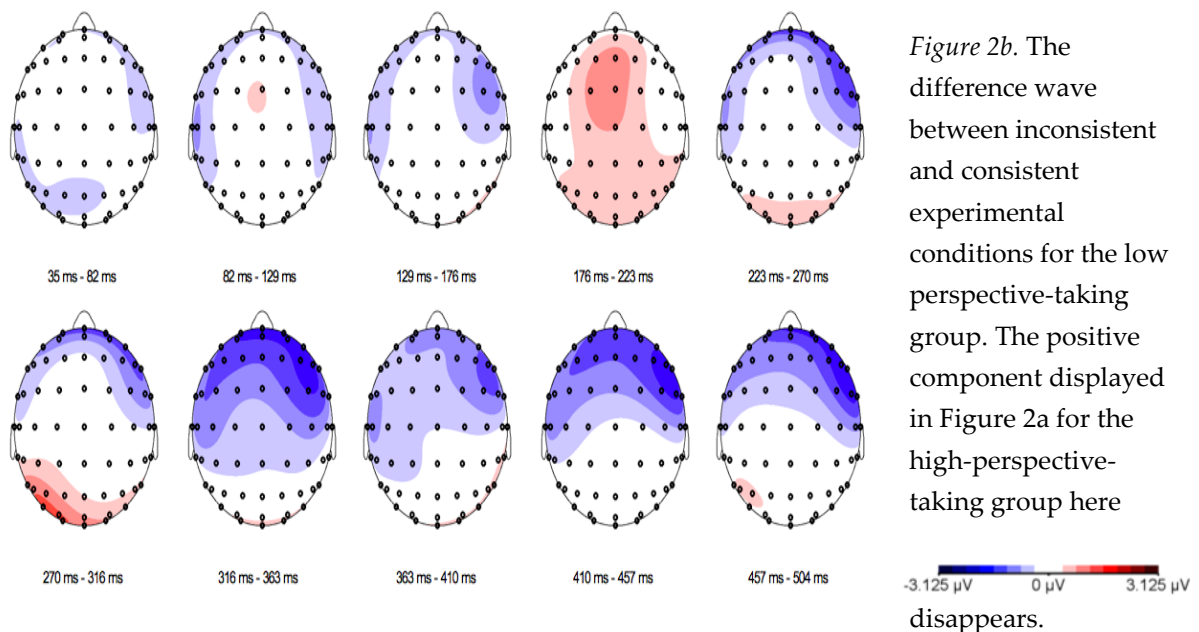 Figure 2b. The
difference wave
between inconsistent
and consistent
experimental
conditions for the low
perspective-taking
group. The positive
component displayed
in Figure 2a for the
high-perspective-
taking group here
disappears.
35 ms - 82 ms
82 ms - 129 ms
129 ms - 176 ms
176 ms - 223 ms
223 ms - 270 ms
270 ms - 316 ms
316 ms - 363 ms
363 ms - 410 ms
410 ms - 457 ms
457 ms - 504 ms
-3.125 µV 0 µV 3.125 µV